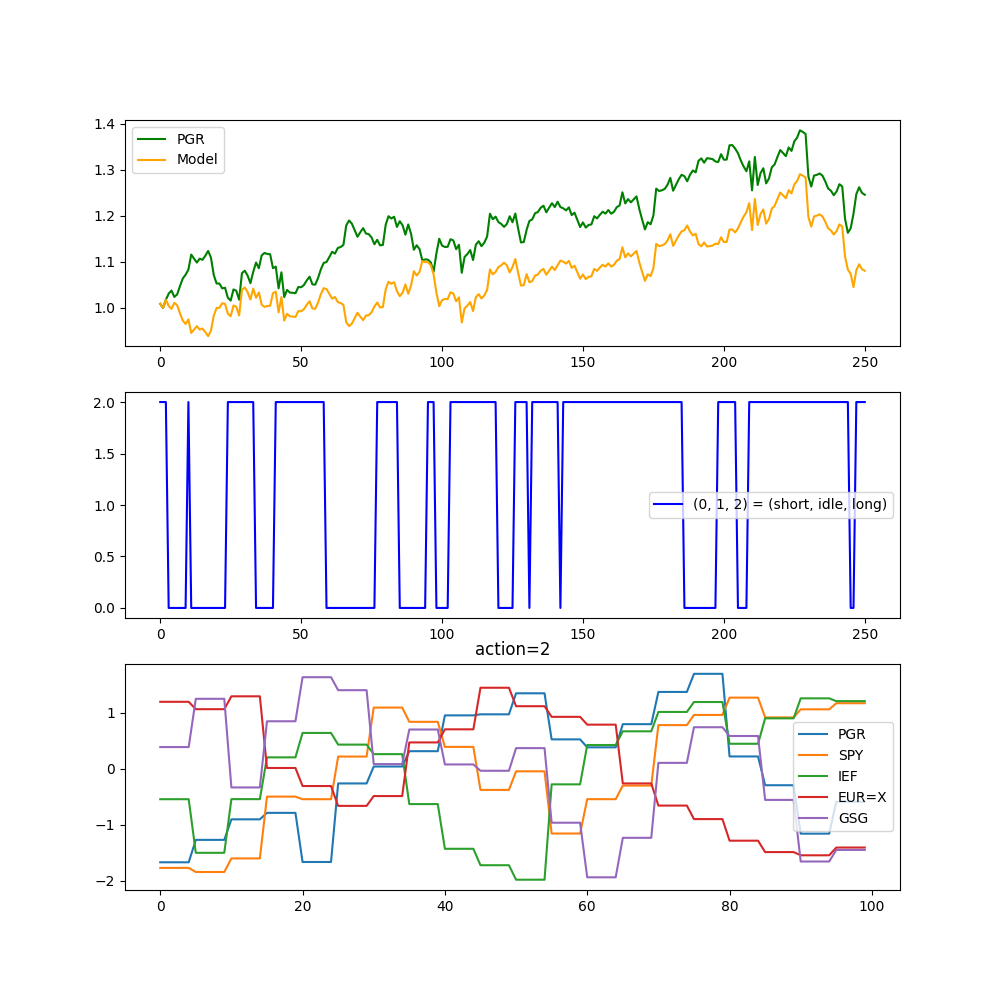 1.4
1.3
1.2
1.1
1.0
PGR
Model
0 50 100 150 200 250
2.0
1.5
1.0
0.5
0.0
(0, 1, 2) = (short, idle, long)
0 50 100 150 200 250
action=2
1
0
−1
−2
PGR
SPY
IEF
EUR=X
GSG
0 20 40 60 80 100